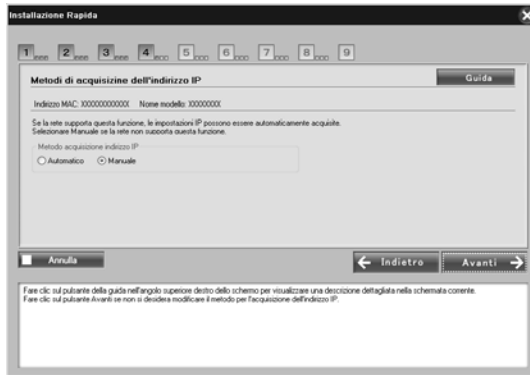 Installazione Rapida
1 2 3 4 5 6 7 8 9
Metodi di acquisizine dell'indirizzo IP
Guida
Indirizzo MAC: XXXXXXXXXXXX Nome modello: XXXXXXXX
Se la rete supporta questa funzione, le impostazioni IP possono essere automaticamente acquisite.
Selezionare Manuale se la rete non supporta questa funzione.
Metodo acquisizione indirizzo IP
Automatico Manuale
Annulla
Indietro
Avanti
Fare clic sul pulsante della guida nell'angolo superiore destro dello schermo per visualizzare una descrizione dettagliata nella schermata corrente.
Fare clic sul pulsante Avanti se non si desidera modificare il metodo per l'acquisizione dell'indirizzo IP.